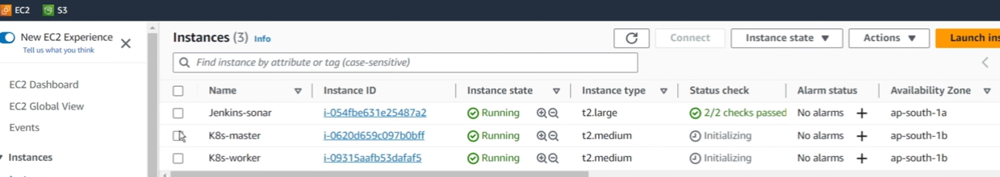 EC2 S3
New EC2 Experience
Tell us what you think
EC2 Dashboard
EC2 Global View
Events
Instances
Instances (3) Info
Connect Instance state Actions Launch ins
Find instance by attribute or tag (case-sensitive)
Name Instance ID Instance state Instance type Status check Alarm status Availability Zone
Jenkins-sonar i-054fbe631e25487a2 Running t2.large 2/2 checks passed No alarms + ap-south-1a
K8s-master i-0620d659c097b0bff Running t2.medium Initializing No alarms + ap-south-1b
K8s-worker i-09315aafb53dafaf5 Running t2.medium Initializing No alarms + ap-south-1b